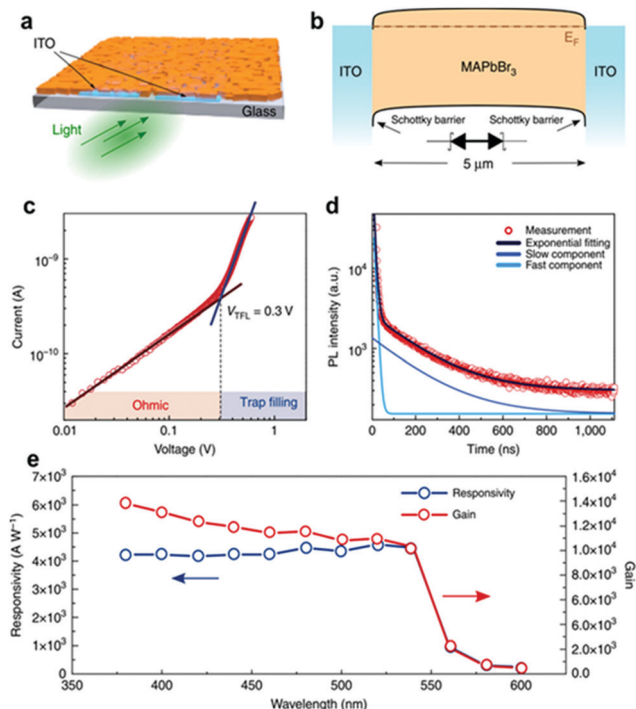 a
ITO
Glass
Light
b
E_F
ITO
MAPbBr₃
ITO
Schottky barrier
Schottky barrier
5 μm
c
Current (A)
10⁻⁹
10⁻¹⁰
V_TFL = 0.3 V
Ohmic
Trap filling
0.01
0.1
1
Voltage (V)
d
PL intensity (a.u.)
10⁴
10³
Measurement
Exponential fitting
Slow component
Fast component
0
200
400
600
800
1,000
Time (ns)
e
Responsivity (A W⁻¹)
7×10³
6×10³
5×10³
4×10³
3×10³
2×10³
1×10³
0
Responsivity
Gain
1.6×10⁴
1.4×10⁴
1.2×10⁴
1.0×10⁴
8.0×10³
6.0×10³
4.0×10³
2.0×10³
0.0
Gain
350
400
450
500
550
600
Wavelength (nm)